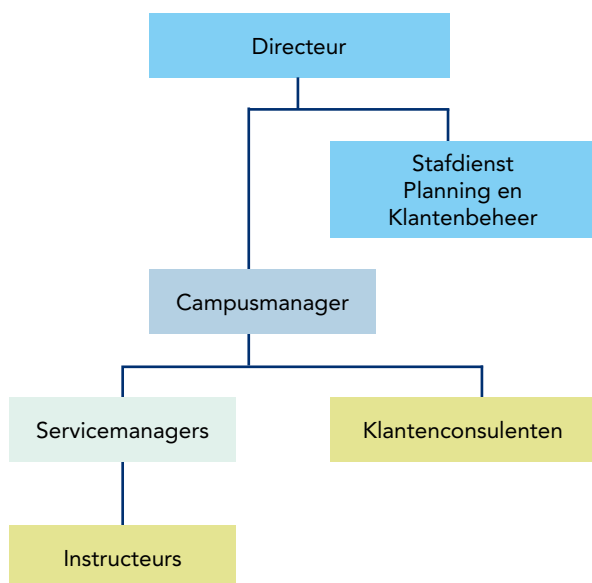 Directeur
Stafdienst
Planning en
Klantenbeheer
Campusmanager
Servicemanagers
Klantenconsulenten
Instructeurs